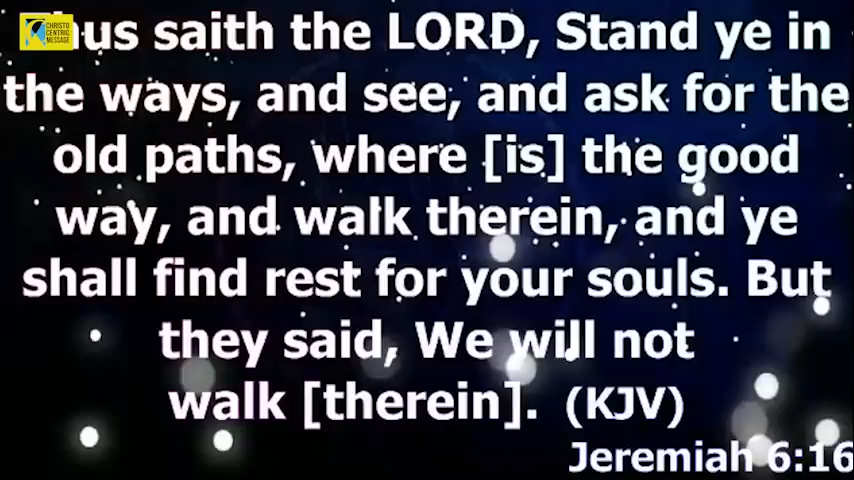 CHRISTO
CENTRIC
MESSAGE
hus saith the LORD, Stand ye in
the ways, and see, and ask for the
old paths, where [is] the good
way, and walk therein, and ye
shall find rest for your souls. But
they said, We will not
walk [therein]. (KJV)
Jeremiah 6:16